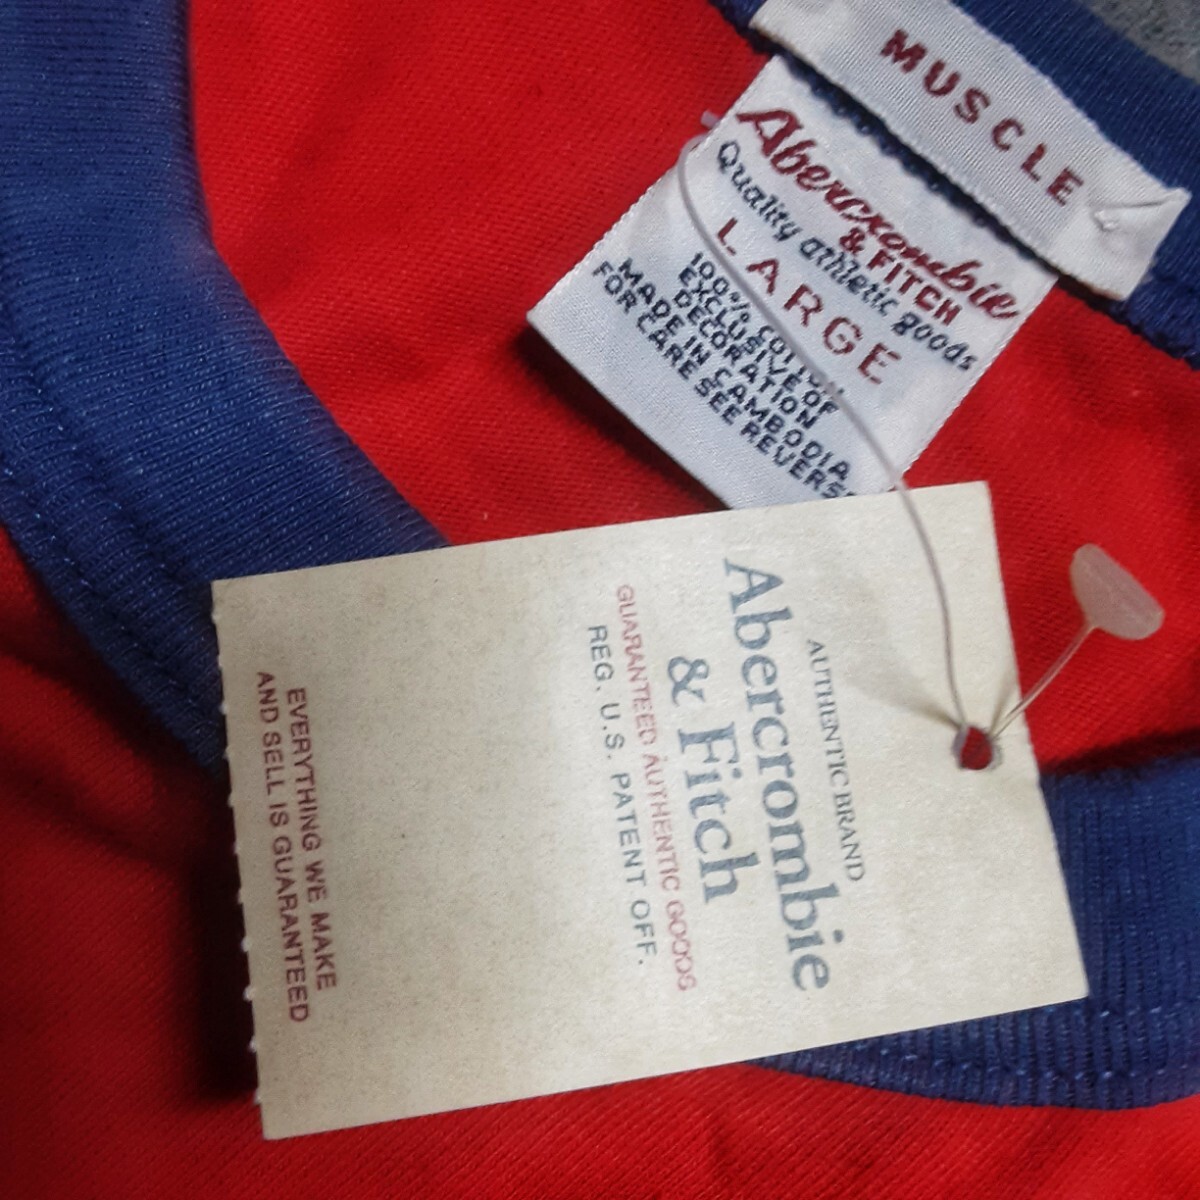 MUSCLE
Abercrombie
& FITCH
Quality athletic goods
LARGE
100% COTTON
EXCLUSIVE OF
DECORATION
MADE IN CAMBODIA
FOR CARE SEE REVERSE
AUTHENTIC BRAND
Abercrombie
& Fitch
GUARANTEED AUTHENTIC GOODS
REG. U.S. PATENT OFF.
EVERYTHING WE MAKE
AND SELL IS GUARANTEED